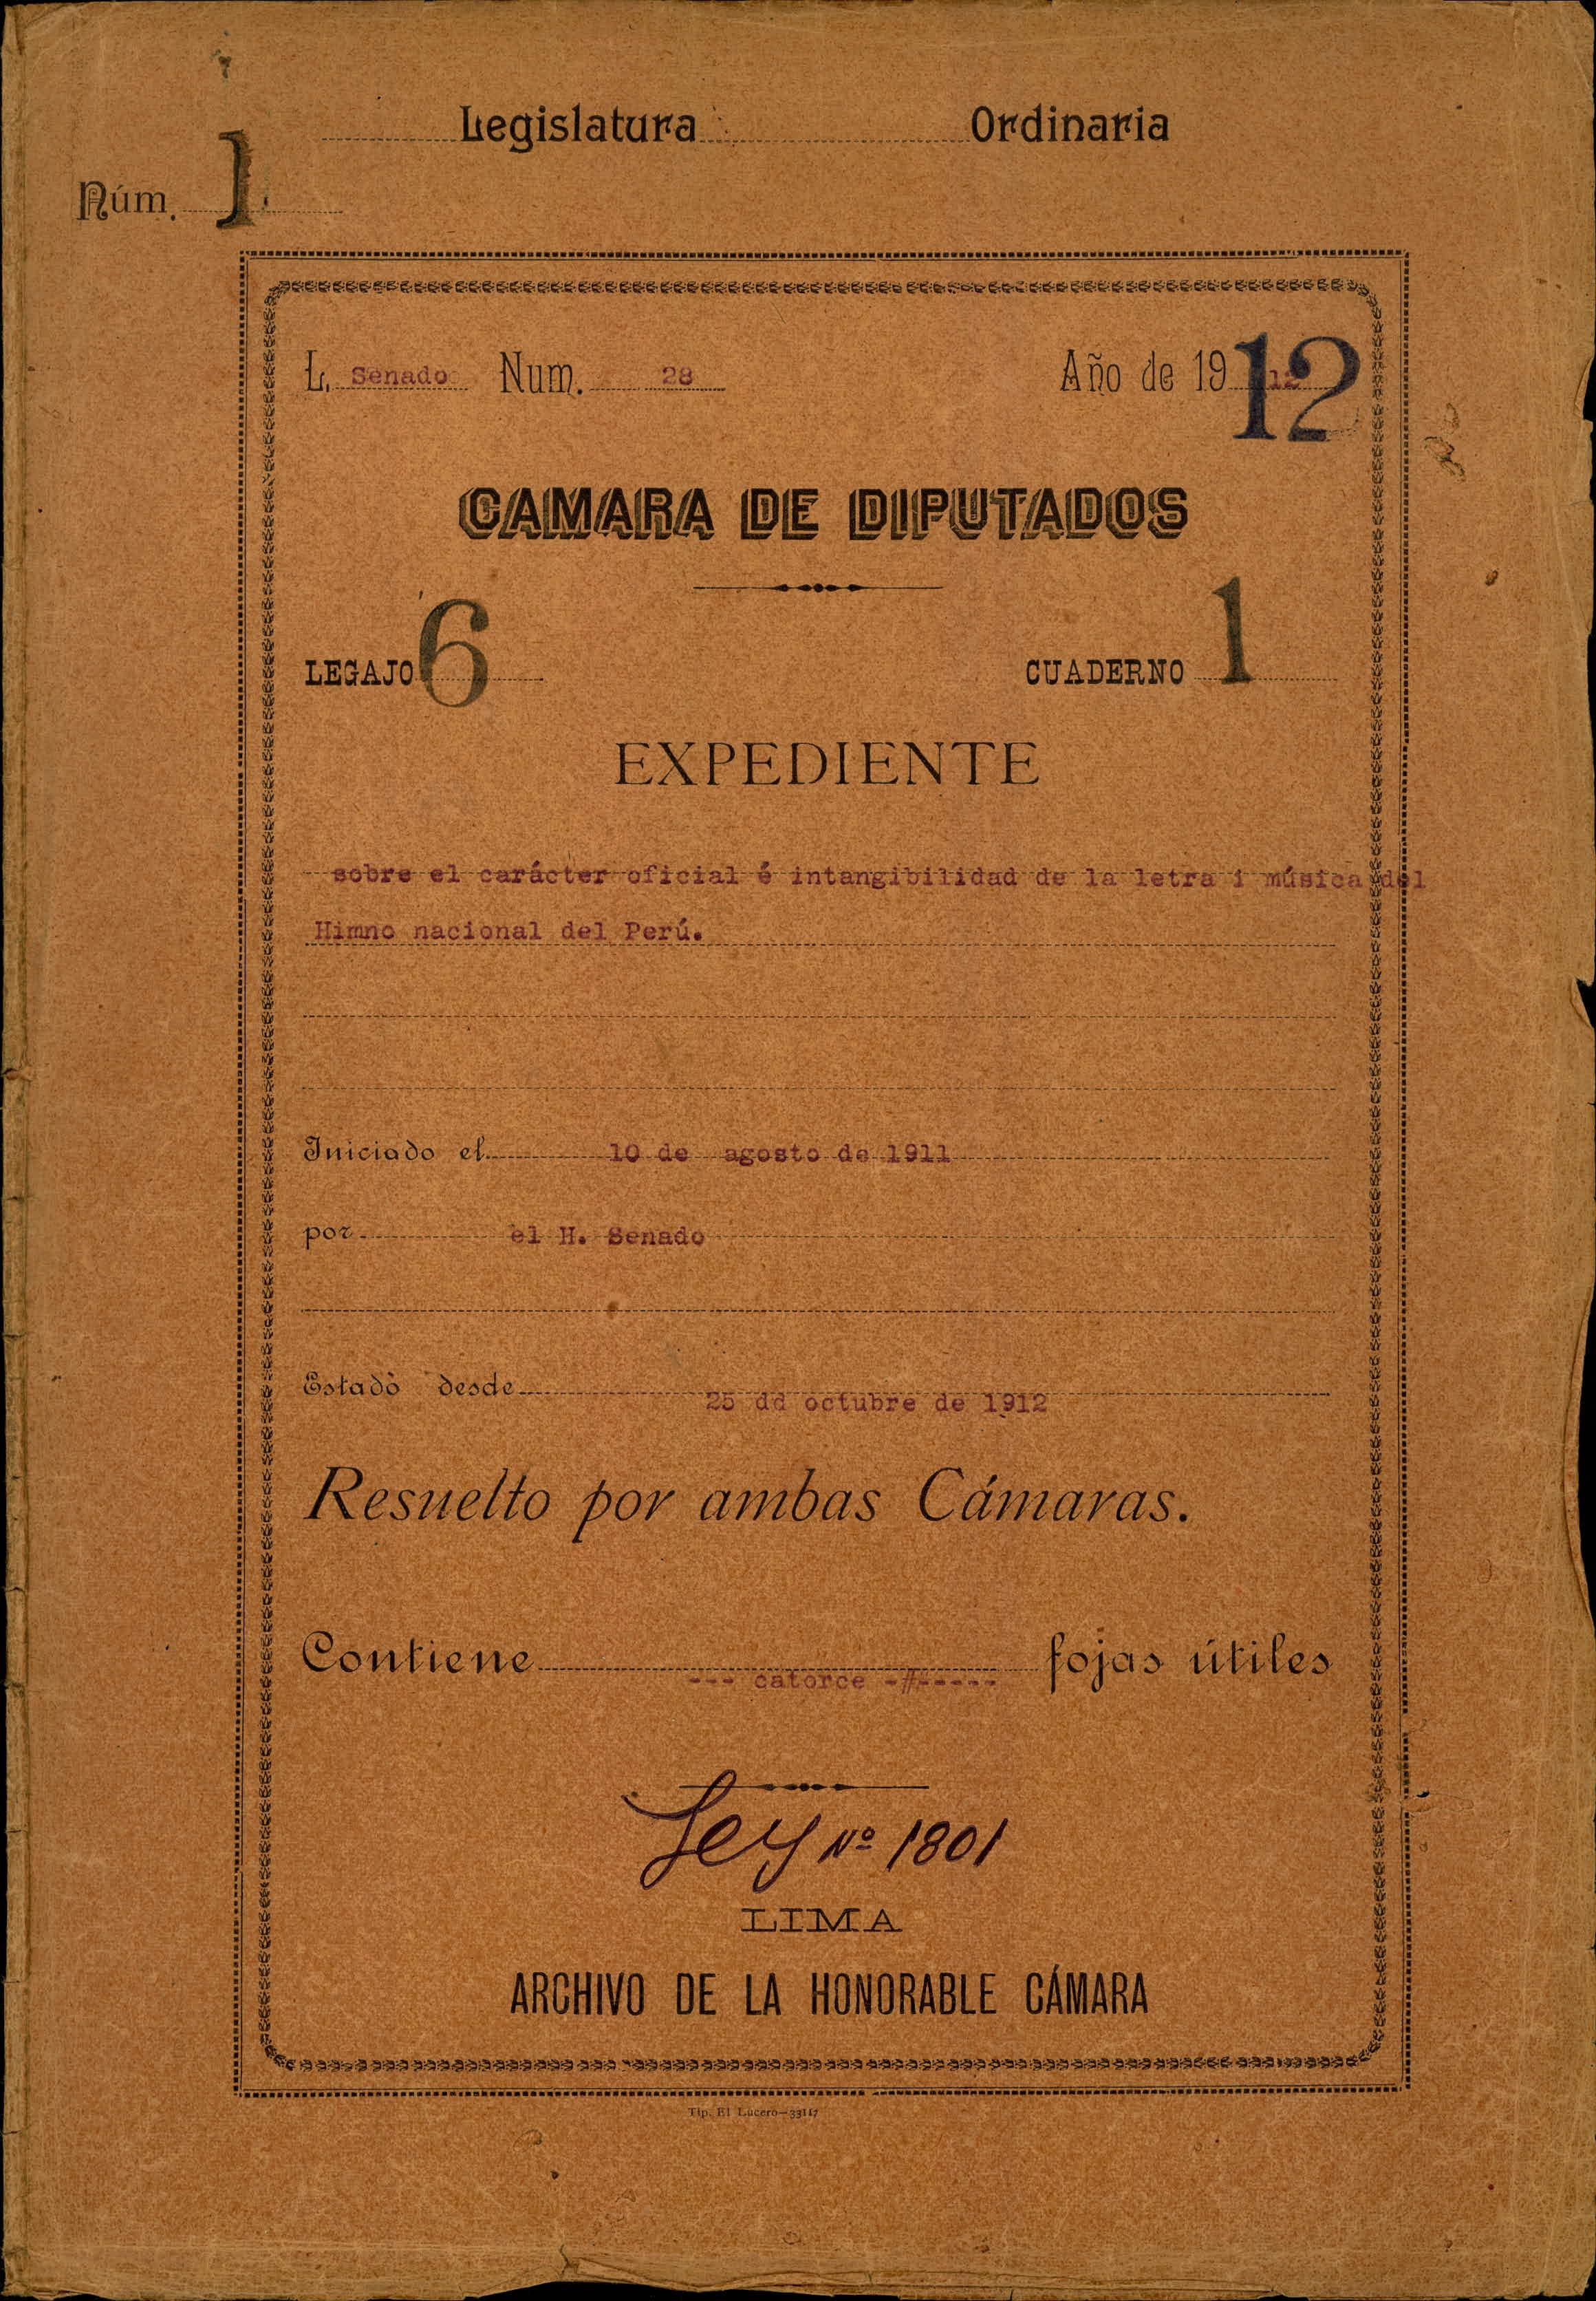 Legislatura Ordinaria
Núm. 1
L. Senado Num. 28 Año de 19 12 12
CAMARA DE DIPUTADOS
LEGAJO 6 CUADERNO 1
EXPEDIENTE
sobre el carácter oficial é intangibilidad de la letra i música del
Himno nacional del Perú.
Iniciado el 10 de agosto de 1911
por el H. Senado
Estado desde 25 dd octubre de 1912
Resuelto por ambas Cámaras.
Contiene --- catorce -#----- fojas útiles
Ley Nº 1801
LIMA
ARCHIVO DE LA HONORABLE CÁMARA
Tip. El Lucero—33117